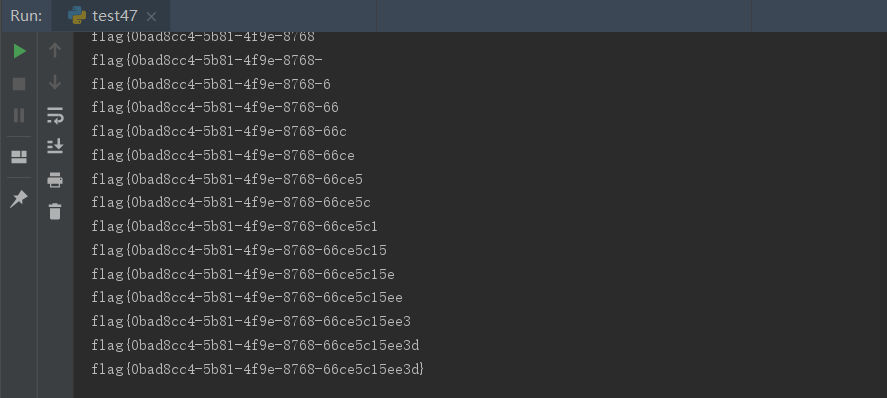 Run: test47
flag{0bad8cc4-5b81-4f9e-8768
flag{0bad8cc4-5b81-4f9e-8768-
flag{0bad8cc4-5b81-4f9e-8768-6
flag{0bad8cc4-5b81-4f9e-8768-66
flag{0bad8cc4-5b81-4f9e-8768-66c
flag{0bad8cc4-5b81-4f9e-8768-66ce
flag{0bad8cc4-5b81-4f9e-8768-66ce5
flag{0bad8cc4-5b81-4f9e-8768-66ce5c
flag{0bad8cc4-5b81-4f9e-8768-66ce5c1
flag{0bad8cc4-5b81-4f9e-8768-66ce5c15
flag{0bad8cc4-5b81-4f9e-8768-66ce5c15e
flag{0bad8cc4-5b81-4f9e-8768-66ce5c15ee
flag{0bad8cc4-5b81-4f9e-8768-66ce5c15ee3
flag{0bad8cc4-5b81-4f9e-8768-66ce5c15ee3d
flag{0bad8cc4-5b81-4f9e-8768-66ce5c15ee3d}